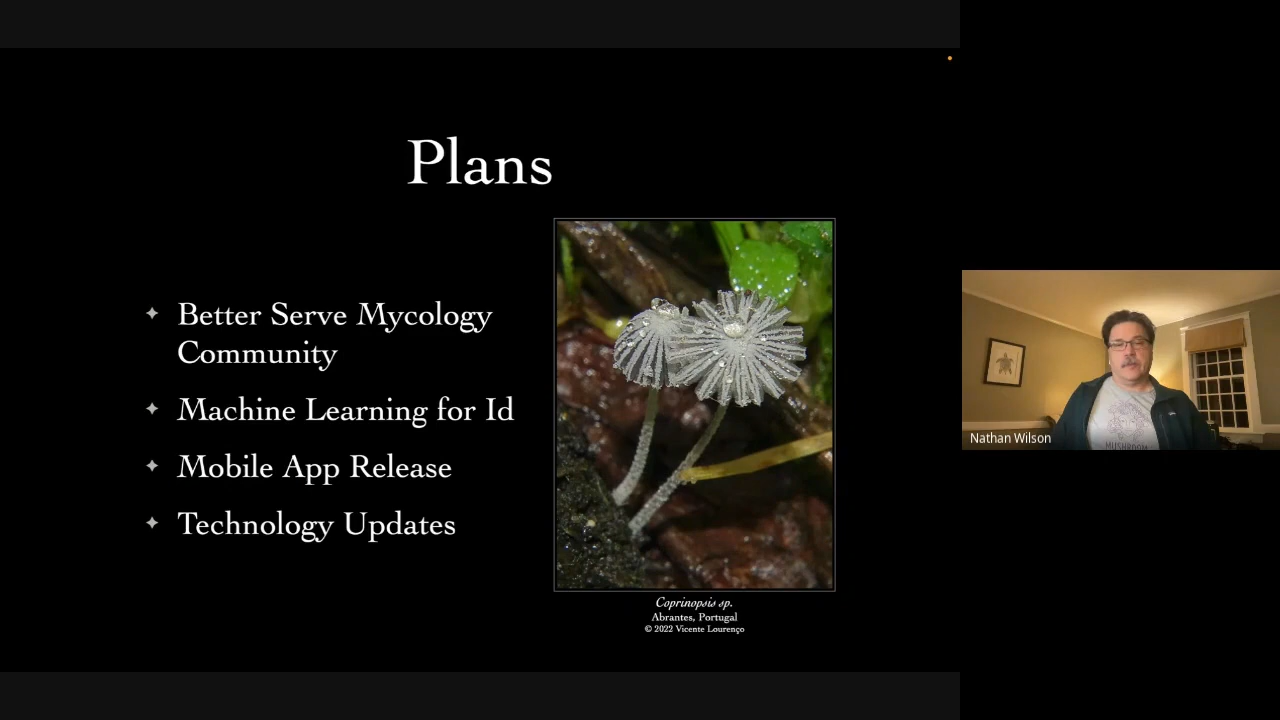 Plans
Better Serve Mycology
Community
Machine Learning for Id
Mobile App Release
Technology Updates
Coprinopsis sp.
Abrantes, Portugal
© 2022 Vicente Lourenço
Nathan Wilson
MUSHROOM